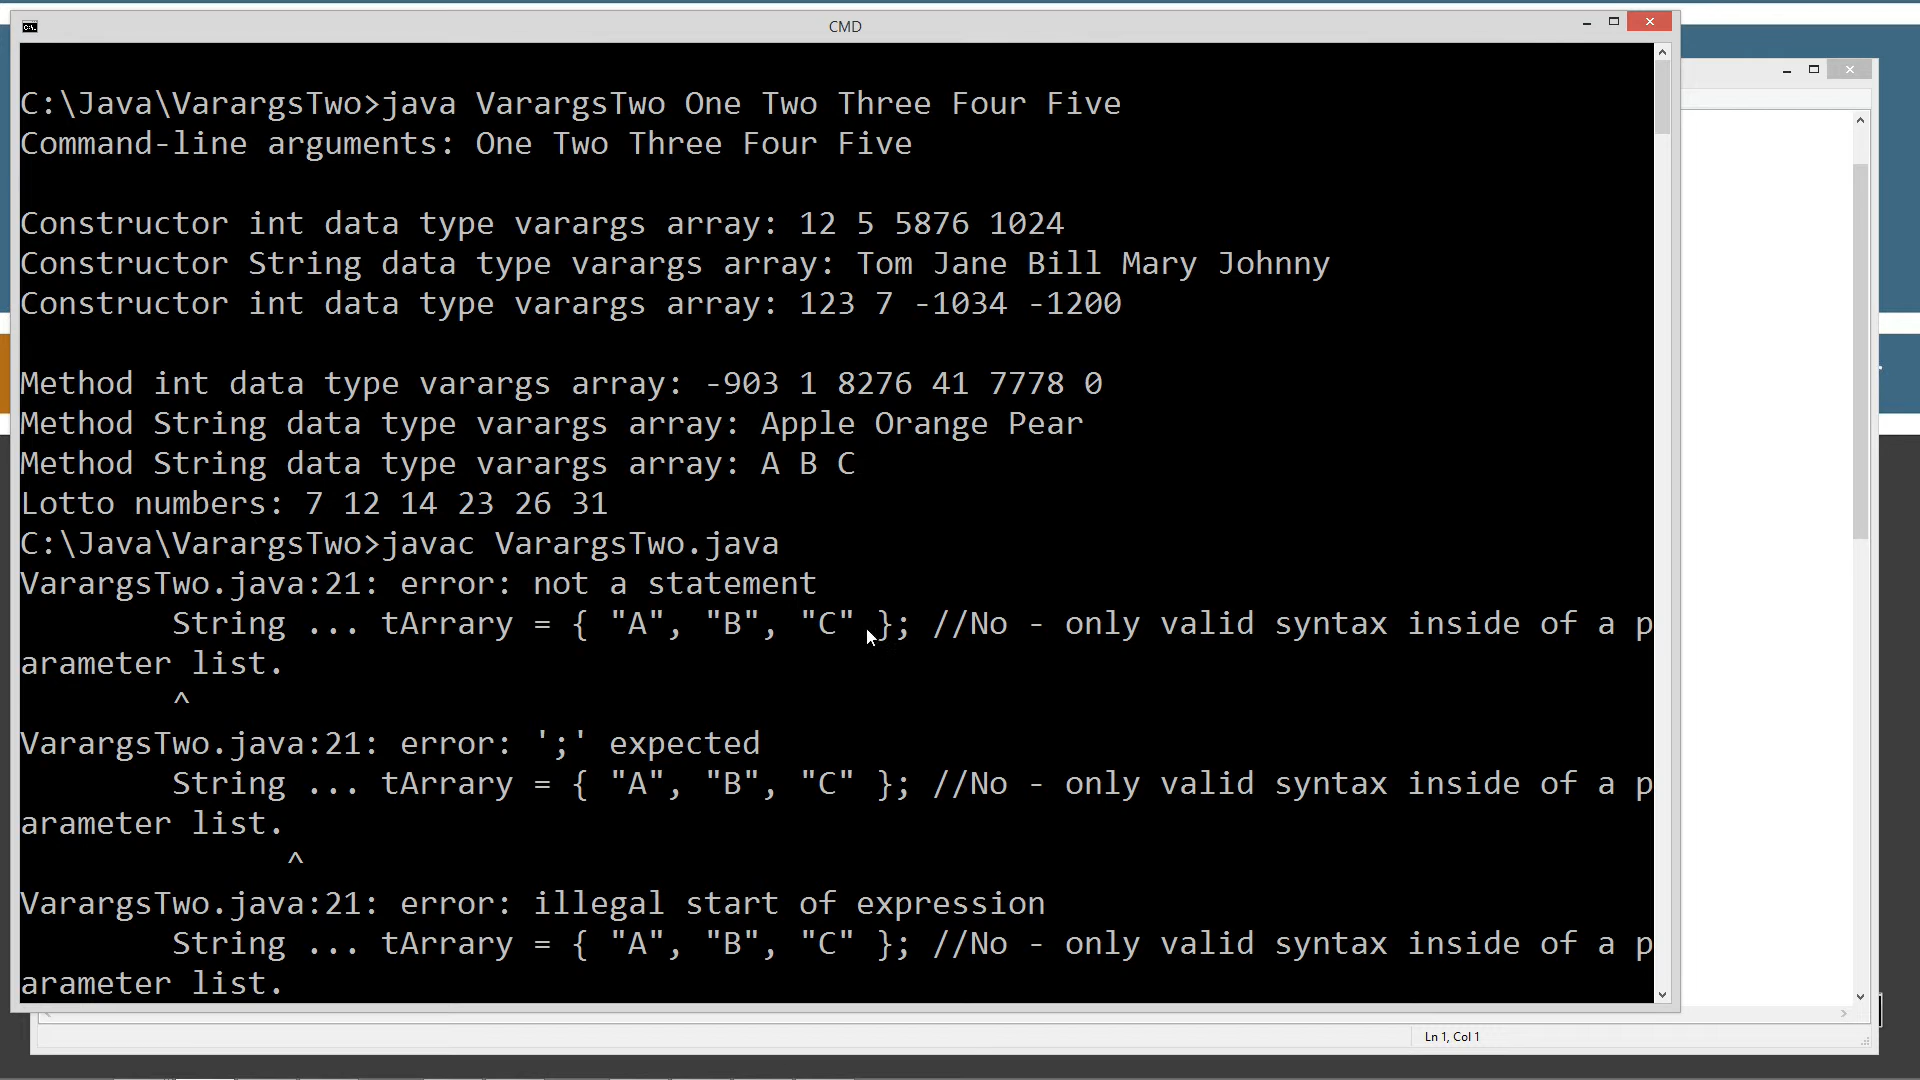 CMD
C:\Java\VarargsTwo>java VarargsTwo One Two Three Four Five
Command-line arguments: One Two Three Four Five
Constructor int data type varargs array: 12 5 5876 1024
Constructor String data type varargs array: Tom Jane Bill Mary Johnny
Constructor int data type varargs array: 123 7 -1034 -1200
Method int data type varargs array: -903 1 8276 41 7778 0
Method String data type varargs array: Apple Orange Pear
Method String data type varargs array: A B C
Lotto numbers: 7 12 14 23 26 31
C:\Java\VarargsTwo>javac VarargsTwo.java
VarargsTwo.java:21: error: not a statement
String ... tArrary = { "A", "B", "C" }; //No - only valid syntax inside of a p
arameter list.
^
VarargsTwo.java:21: error: ';' expected
String ... tArrary = { "A", "B", "C" }; //No - only valid syntax inside of a p
arameter list.
^
VarargsTwo.java:21: error: illegal start of expression
String ... tArrary = { "A", "B", "C" }; //No - only valid syntax inside of a p
arameter list.
Ln 1, Col 1